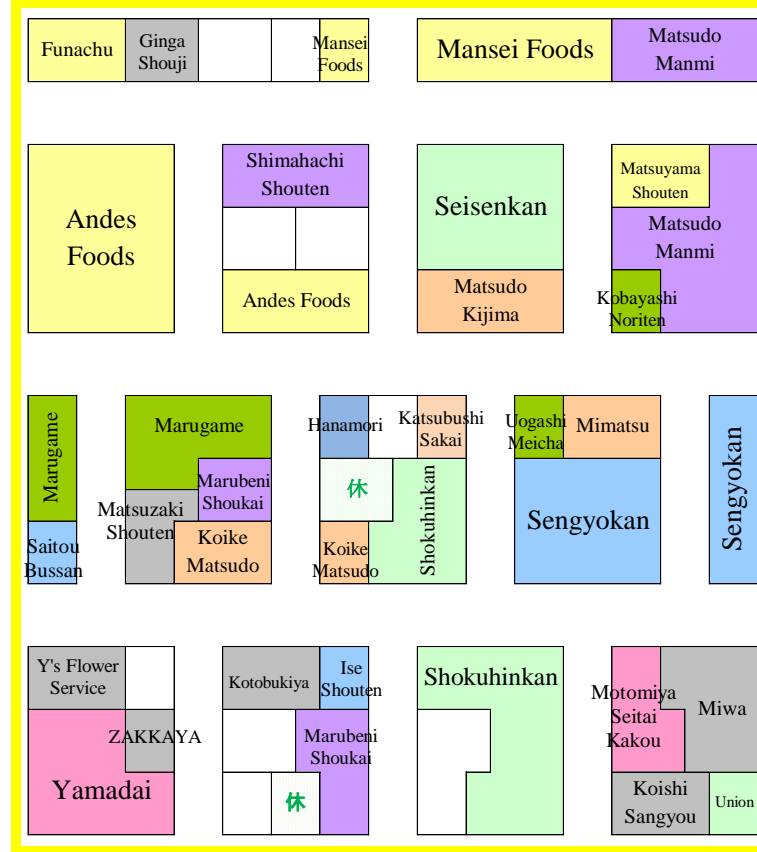 Funachu
Ginga
Shouji
Mansei
Foods
Mansei Foods
Matsudo
Manmi
Andes
Foods
Shimahachi
Shouten
Andes Foods
Seisenkan
Matsudo
Kijima
Matsuyama
Shouten
Matsudo
Manmi
Kobayashi
Noriten
Marugame
Saitou
Bussan
Marugame
Matsuzaki
Shouten
Marubeni
Shoukai
Koike
Matsudo
Hanamori
Katsubushi
Sakai
休
Koike
Matsudo
Shokuhinkan
Uogashi
Meicha
Mimatsu
Sengyokan
Sengyokan
Y's Flower
Service
ZAKKAYA
Yamadai
Kotobukiya
Ise
Shouten
Marubeni
Shoukai
休
Shokuhinkan
Motomiya
Seitai
Kakou
Miwa
Koishi
Sangyou
Union